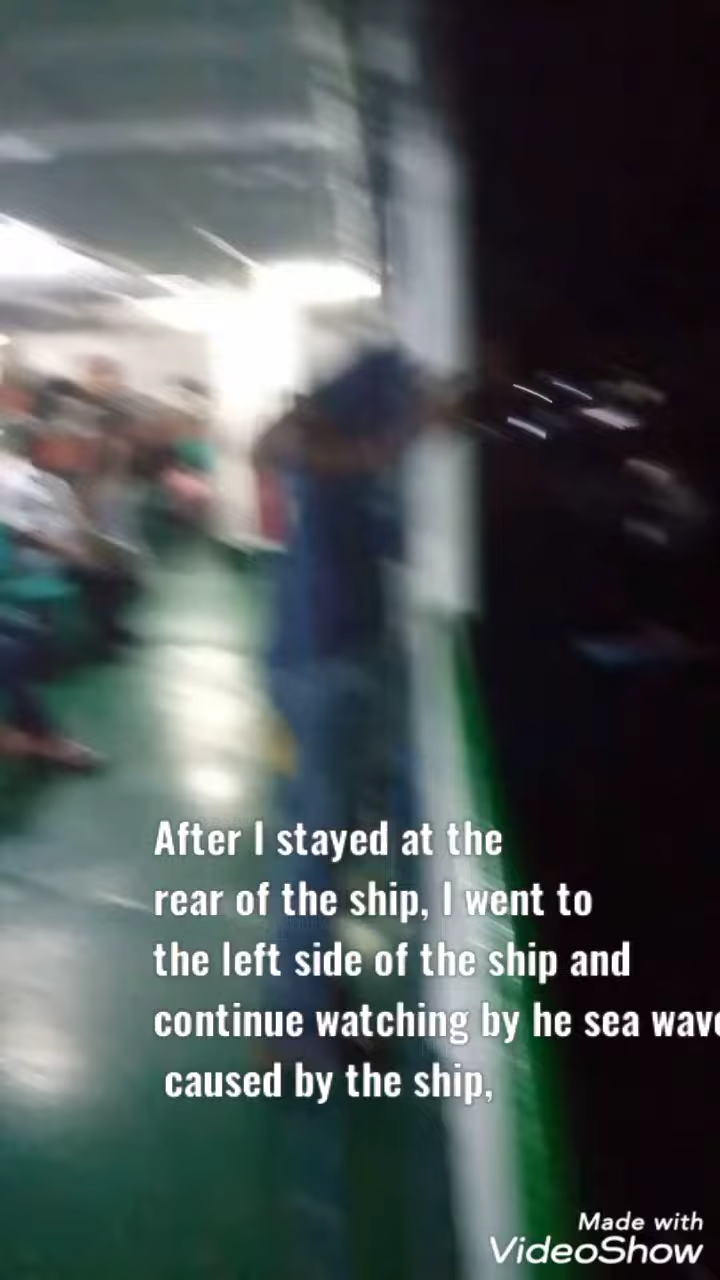 After I stayed at the
rear of the ship, I went to
the left side of the ship and
continue watching by he sea wave
caused by the ship,
Made with
VideoShow